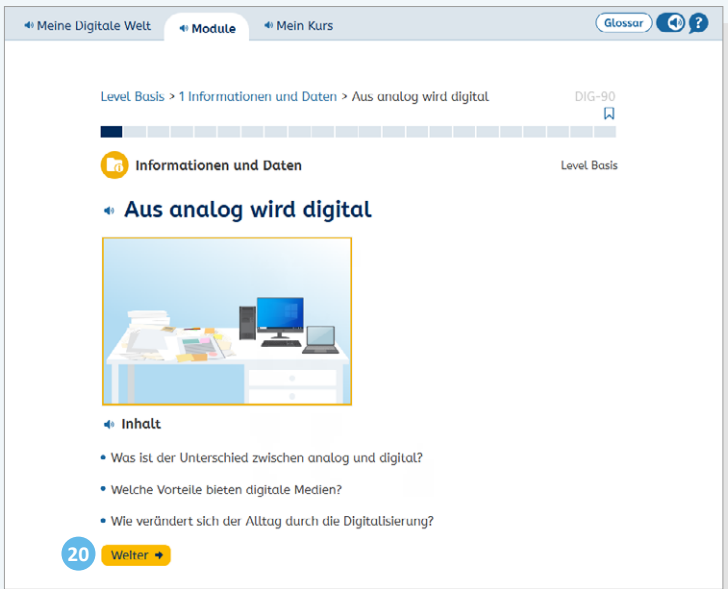 Meine Digitale Welt Module Mein Kurs Glossar ?
Level Basis > 1 Informationen und Daten > Aus analog wird digital DIG-90
Informationen und Daten Level Basis
Aus analog wird digital
Inhalt
• Was ist der Unterschied zwischen analog und digital?
• Welche Vorteile bieten digitale Medien?
• Wie verändert sich der Alltag durch die Digitalisierung?
20 Weiter →